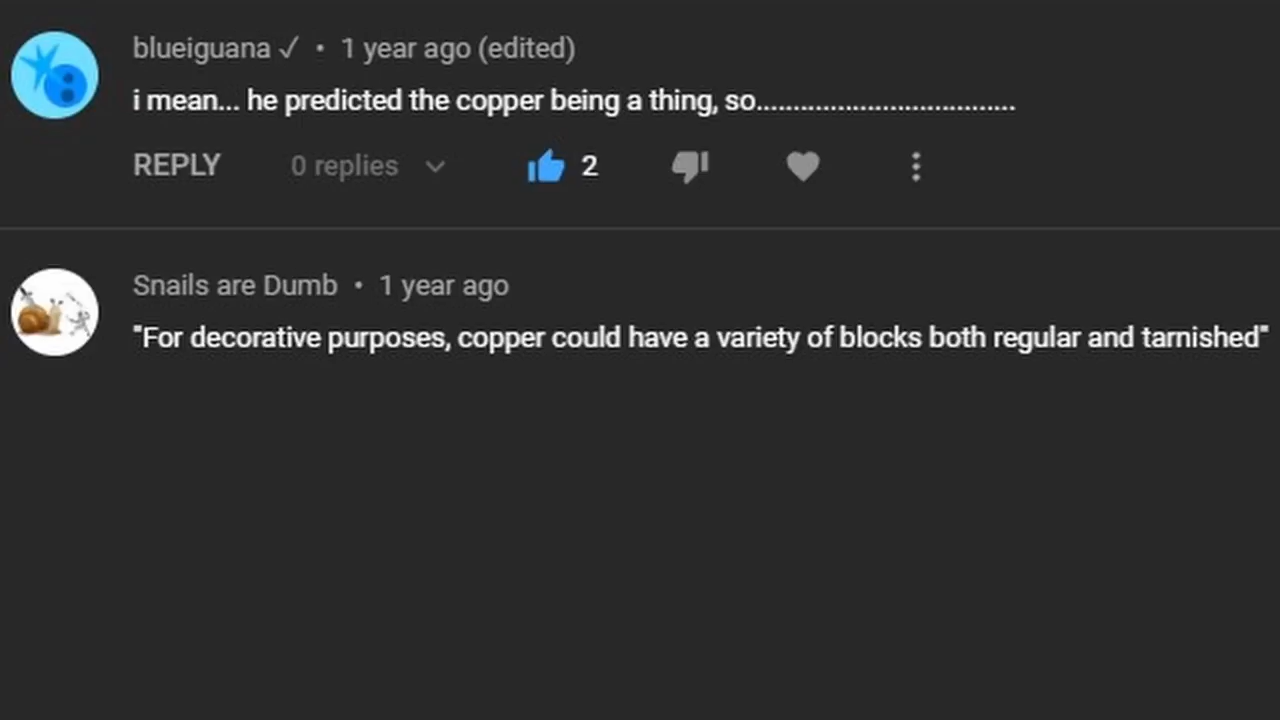 blueiguana ✓ • 1 year ago (edited)
i mean... he predicted the copper being a thing, so...................................
REPLY 0 replies 2
Snails are Dumb • 1 year ago
"For decorative purposes, copper could have a variety of blocks both regular and tarnished"